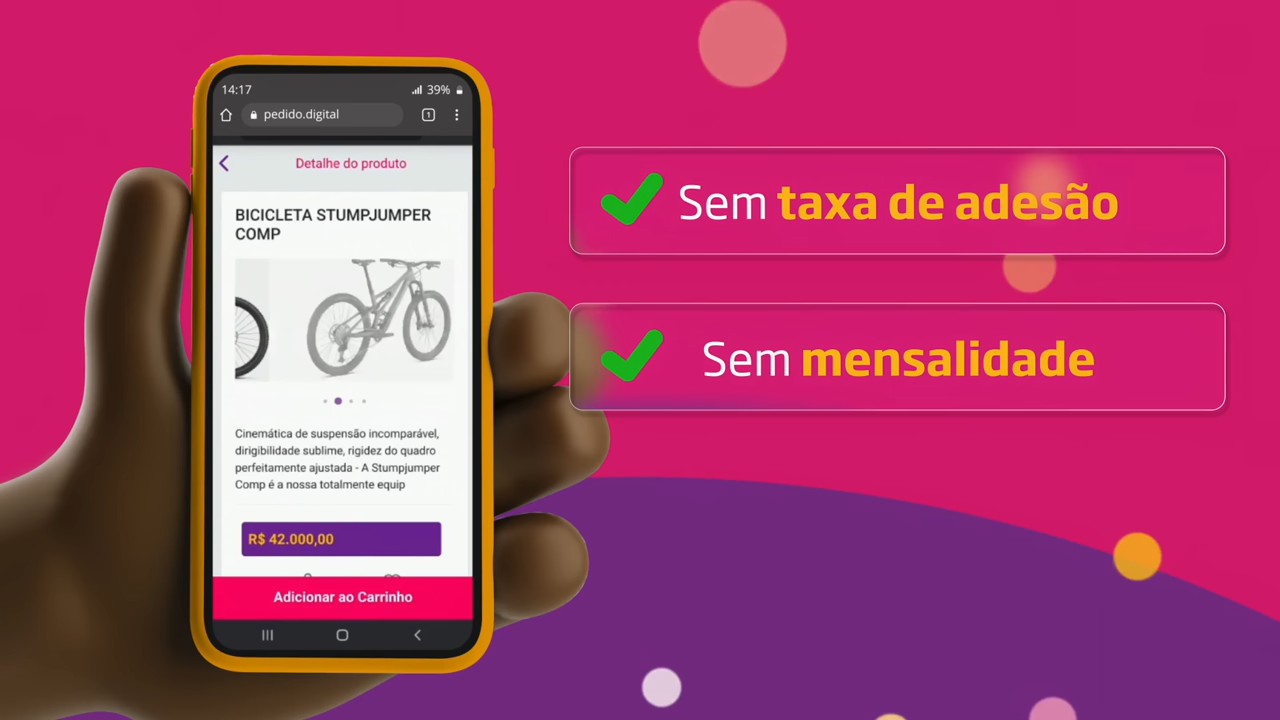 14:17
39%
pedido.digital
1
Detalhe do produto
BICICLETA STUMPJUMPER
COMP
Cinemática de suspensão incomparável,
dirigibilidade sublime, rigidez do quadro
perfeitamente ajustada - A Stumpjumper
Comp é a nossa totalmente equip
R$ 42.000,00
Adicionar ao Carrinho
Sem taxa de adesão
Sem mensalidade